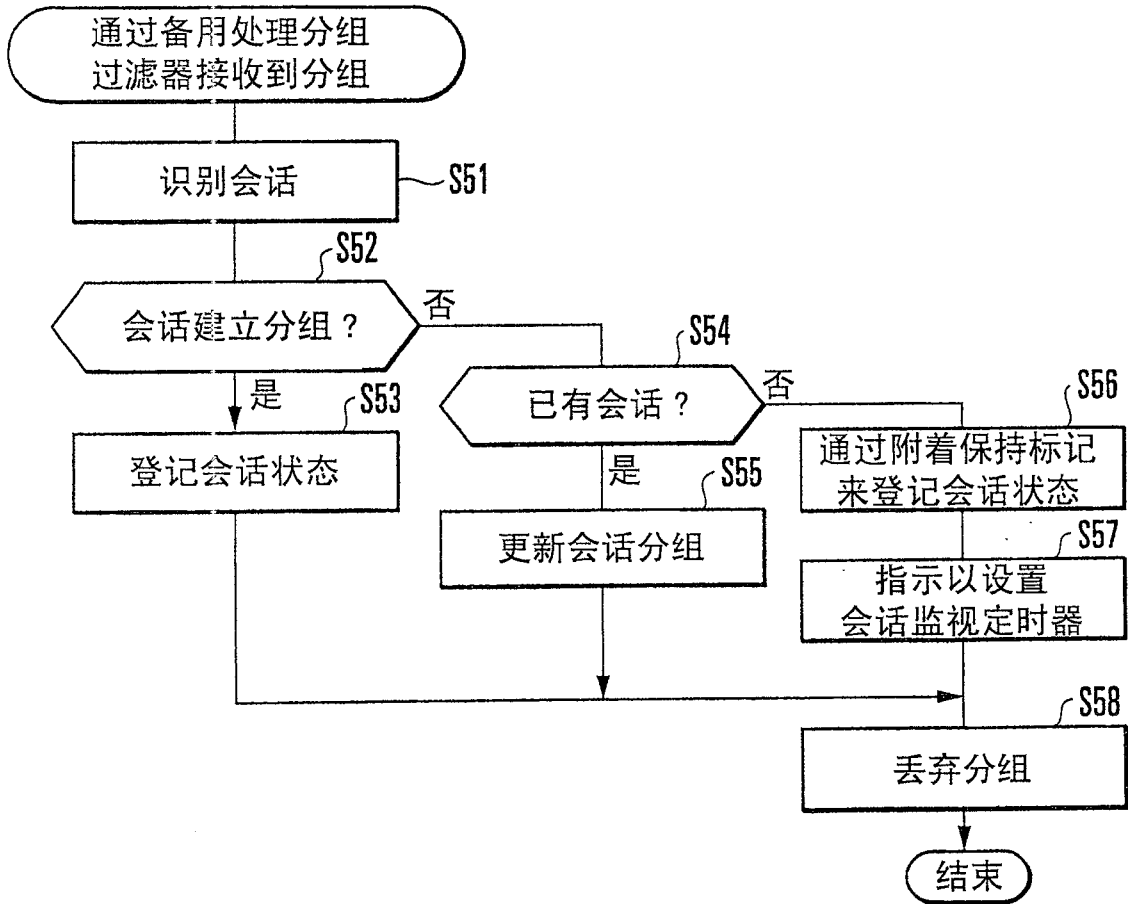 通过备用处理分组
过滤器接收到分组
识别会话
S51
S52
会话建立分组？
否
是
S53
登记会话状态
S54
已有会话？
否
是
S55
更新会话分组
S56
通过附着保持标记
来登记会话状态
S57
指示以设置
会话监视定时器
S58
丢弃分组
结束